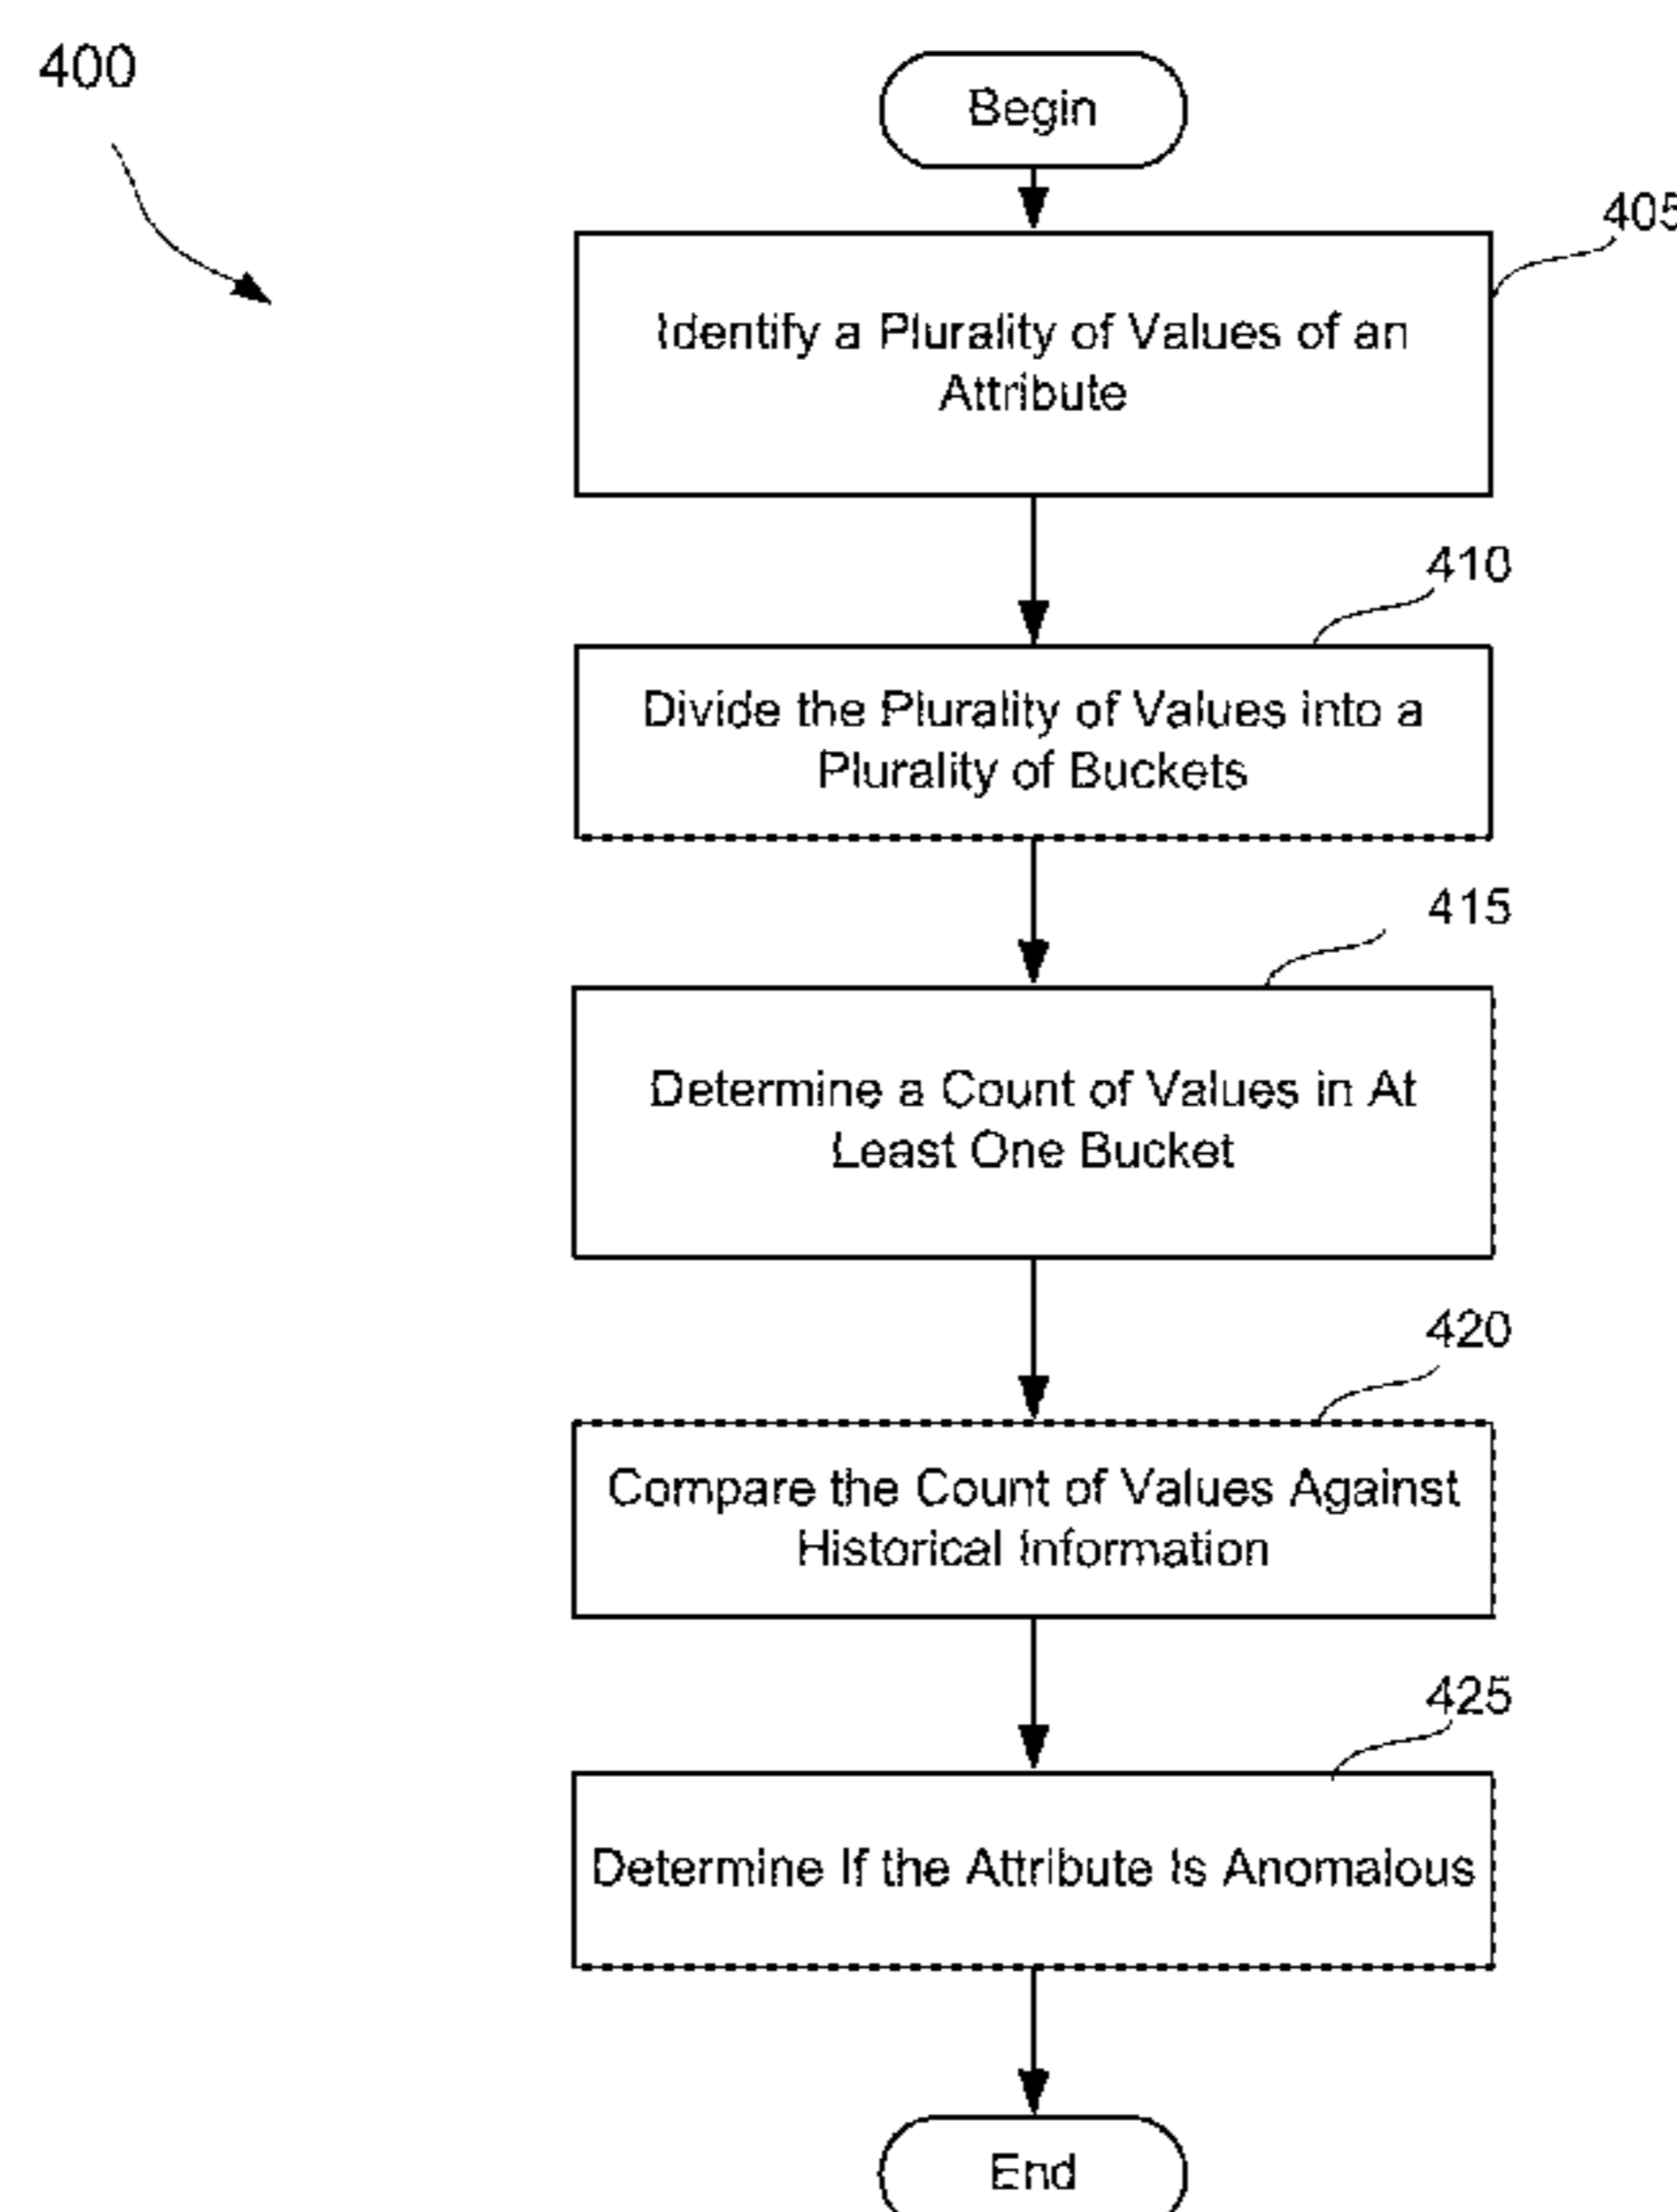 400
Begin
405
Identify a Plurality of Values of an
Attribute
410
Divide the Plurality of Values into a
Plurality of Buckets
415
Determine a Count of Values in At
Least One Bucket
420
Compare the Count of Values Against
Historical Information
425
Determine If the Attribute Is Anomalous
End